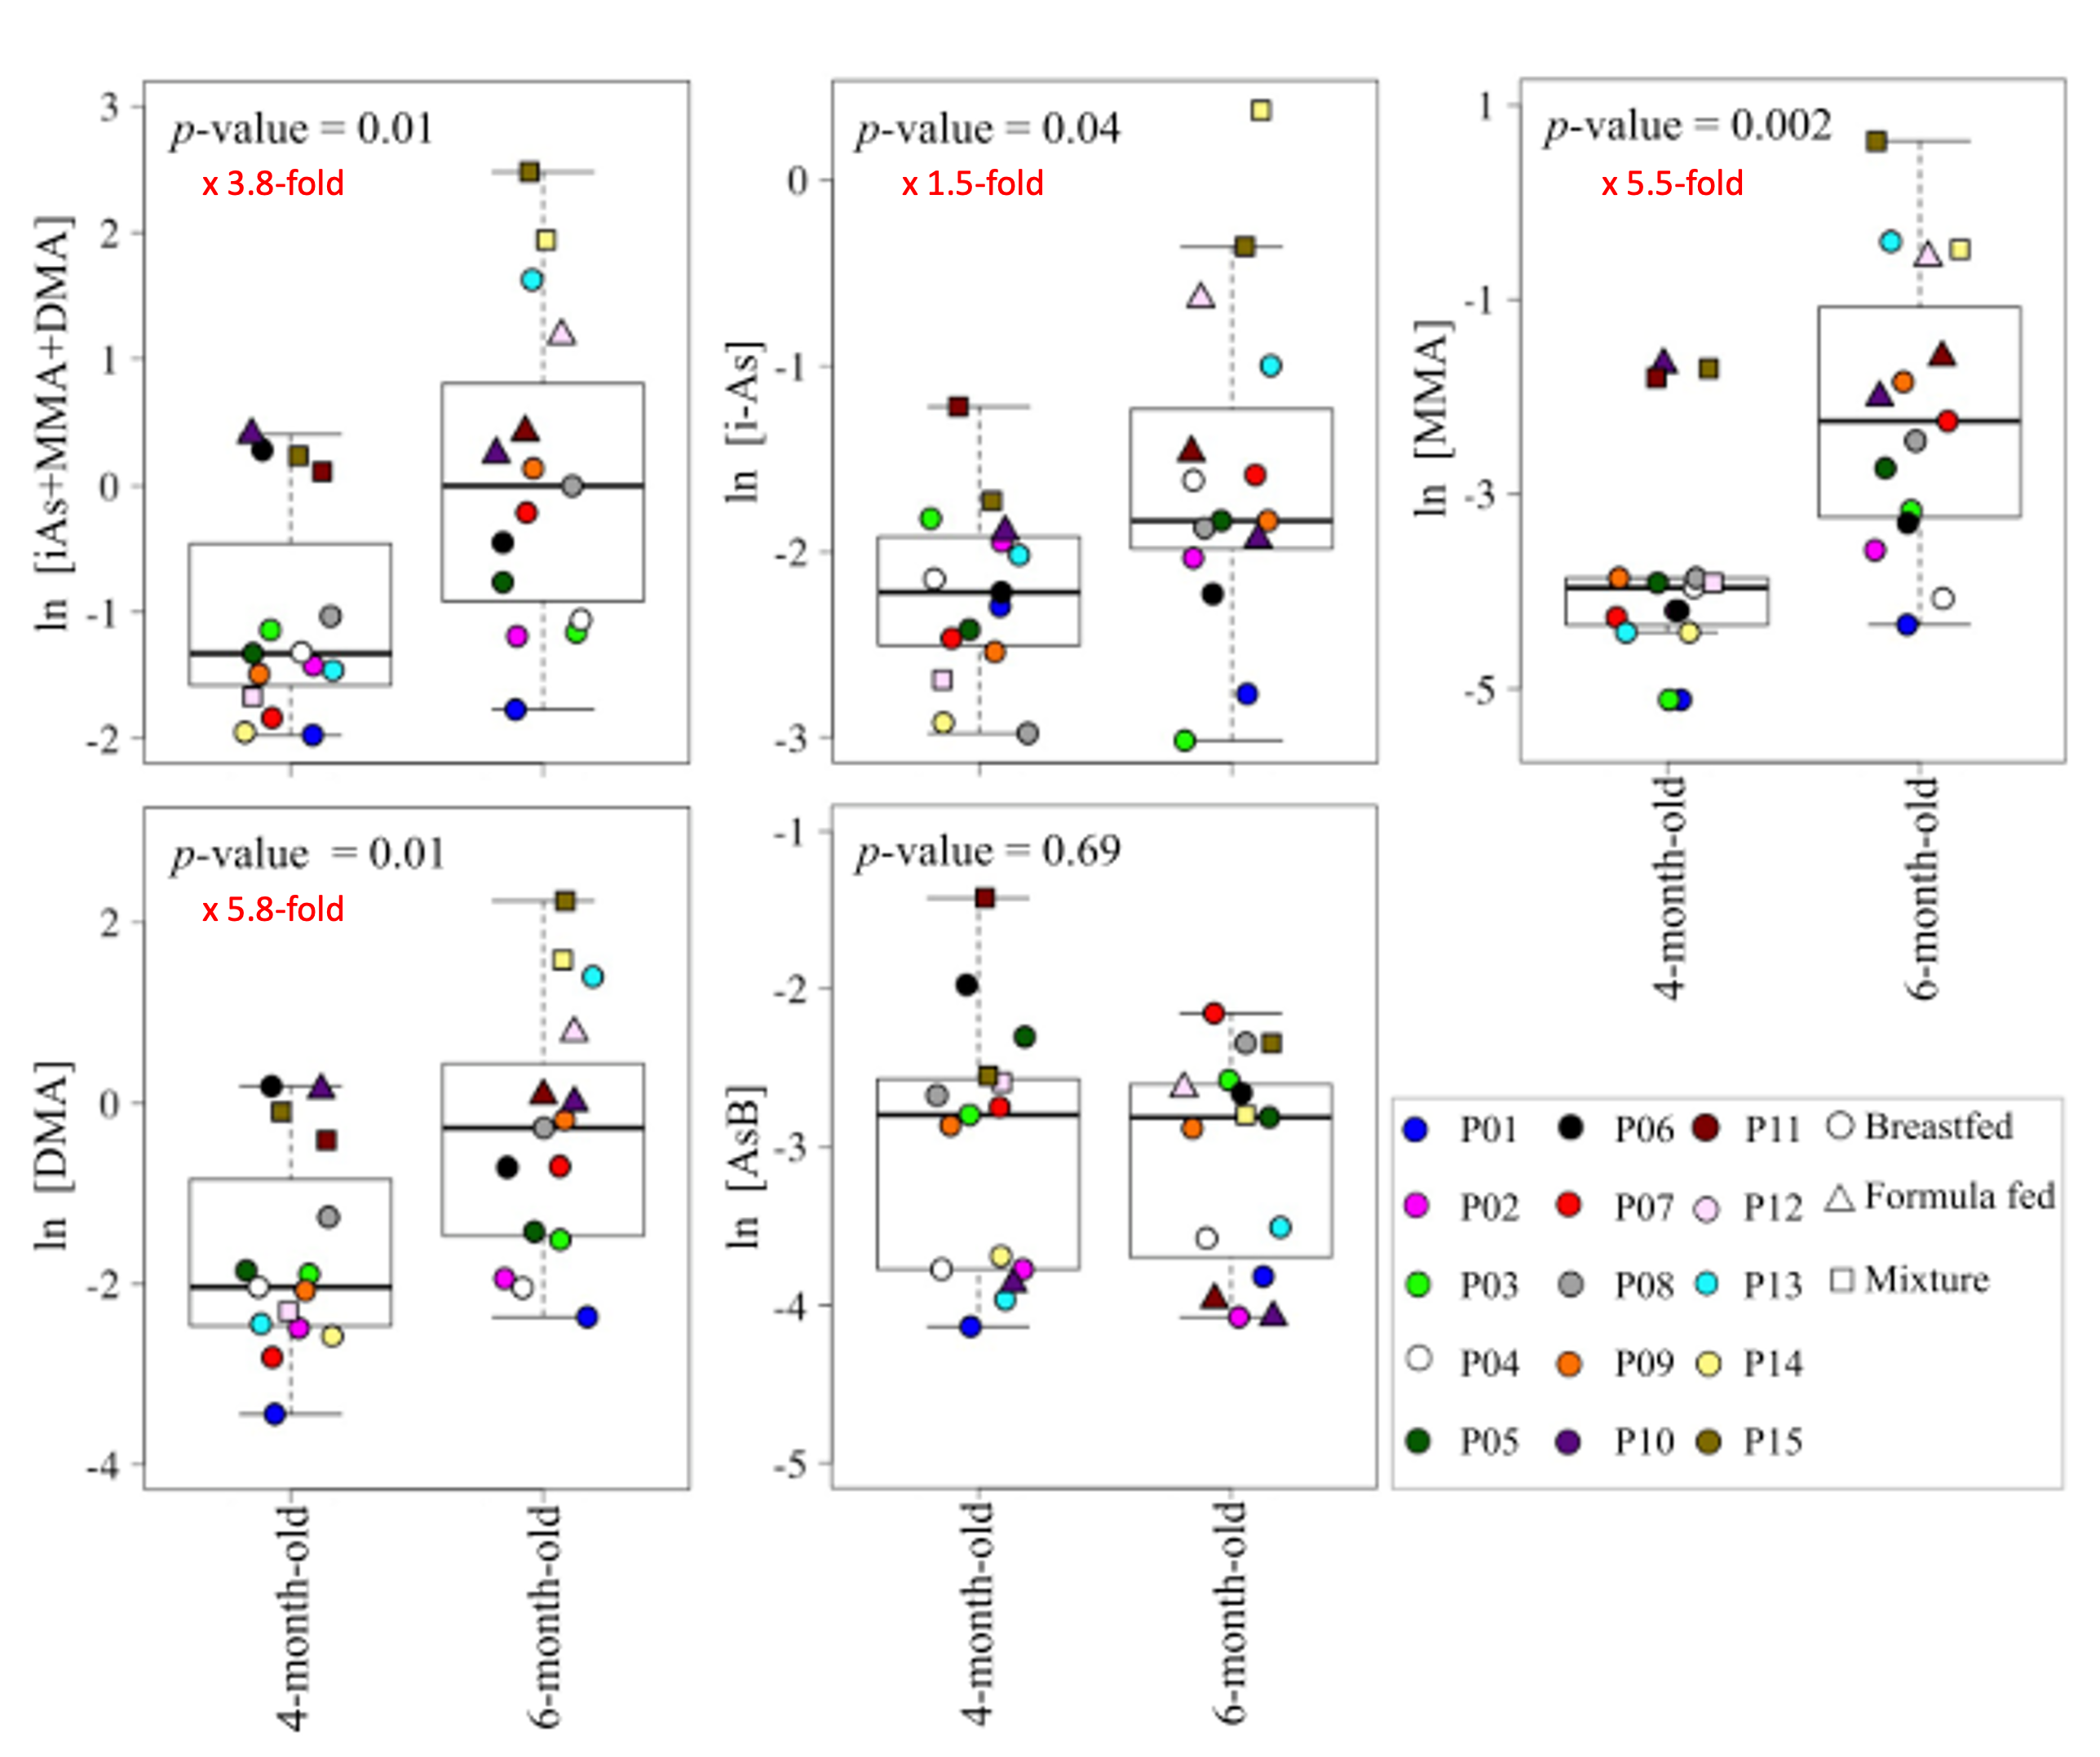 ln [iAs+MMA+DMA]
3
2
1
0
-1
-2
p-value = 0.01
x 3.8-fold
ln [i-As]
0
-1
-2
-3
p-value = 0.04
x 1.5-fold
ln [MMA]
1
-1
-3
-5
p-value = 0.002
x 5.5-fold
4-month-old
6-month-old
ln [DMA]
2
0
-2
-4
p-value = 0.01
x 5.8-fold
4-month-old
6-month-old
ln [AsB]
-1
-2
-3
-4
-5
p-value = 0.69
4-month-old
6-month-old
P01 P06 P11 Breastfed
P02 P07 P12 Formula fed
P03 P08 P13 Mixture
P04 P09 P14
P05 P10 P15